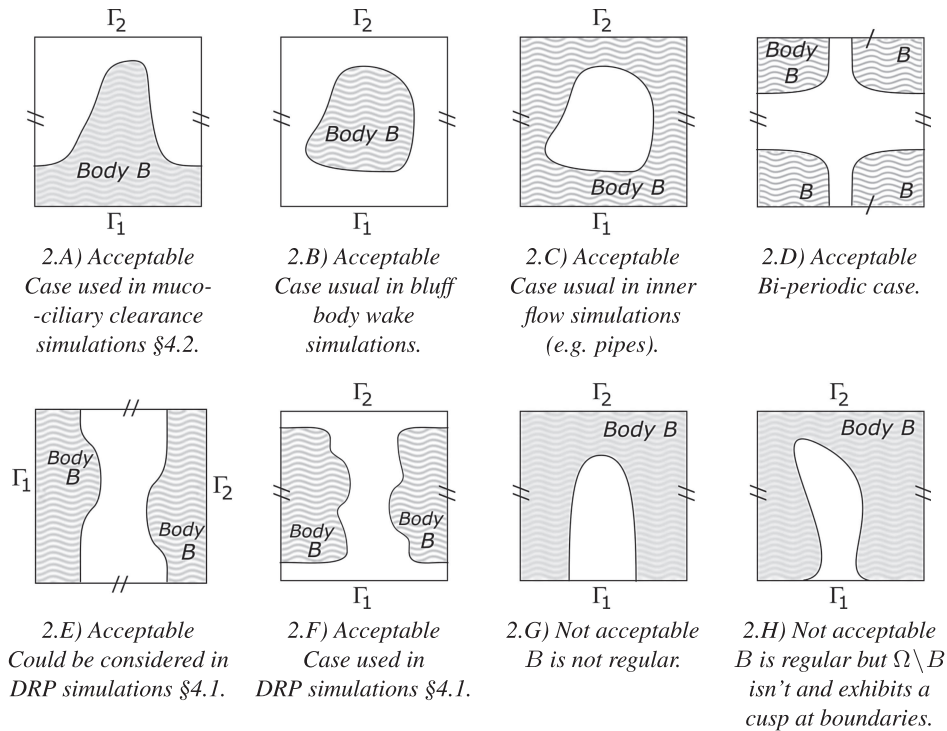 Γ2
Γ2
Γ2
Body B
Γ1
Body B
Γ1
Body B
Γ1
Body
B
B
B
B
2.A) Acceptable
Case used in muco-
-ciliary clearance
simulations §4.2.
2.B) Acceptable
Case usual in bluff
body wake
simulations.
2.C) Acceptable
Case usual in inner
flow simulations
(e.g. pipes).
2.D) Acceptable
Bi-periodic case.
Γ1
Body
B
Body
B
Γ2
Γ2
Body
B
Body
B
Γ1
Γ2
Body B
Γ1
Γ2
Body B
Γ1
2.E) Acceptable
Could be considered in
DRP simulations §4.1.
2.F) Acceptable
Case used in
DRP simulations §4.1.
2.G) Not acceptable
B is not regular.
2.H) Not acceptable
B is regular but Ω\B
isn't and exhibits a
cusp at boundaries.